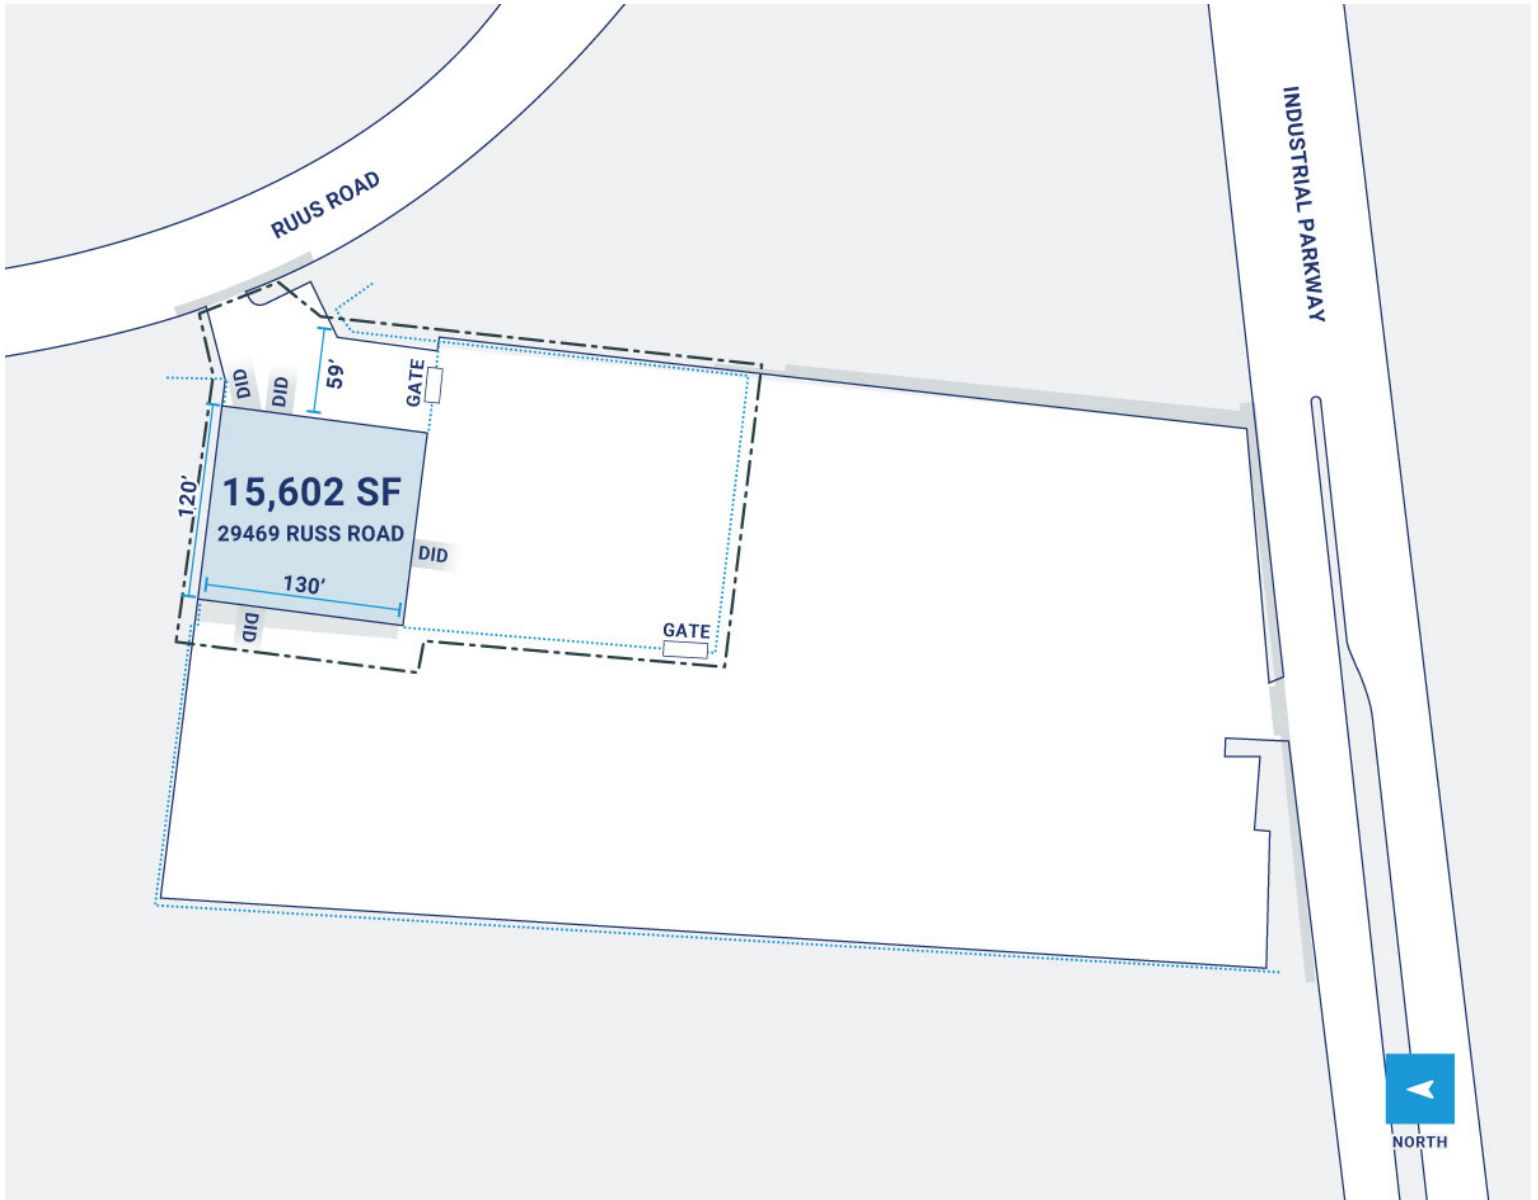 INDUSTRIAL PARKWAY
RUUS ROAD
59'
GATE
DID
DID
15,602 SF
29469 RUSS ROAD
120'
130'
DID
DID
GATE
NORTH